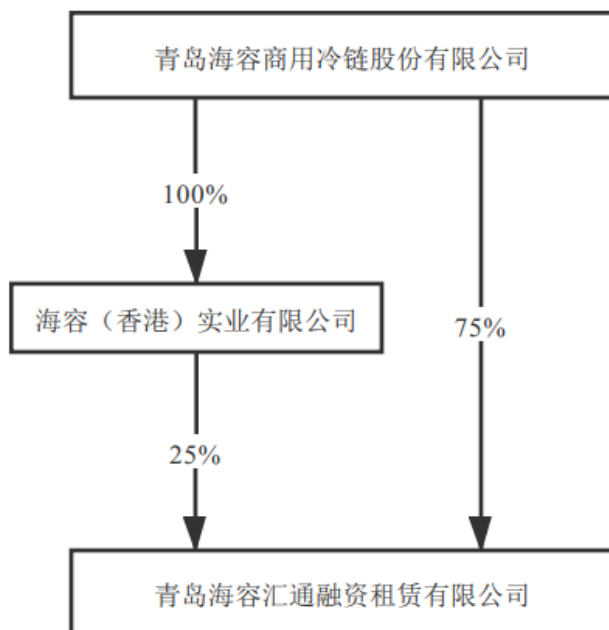 青岛海容商用冷链股份有限公司
100%
海容（香港）实业有限公司
75%
25%
青岛海容汇通融资租赁有限公司